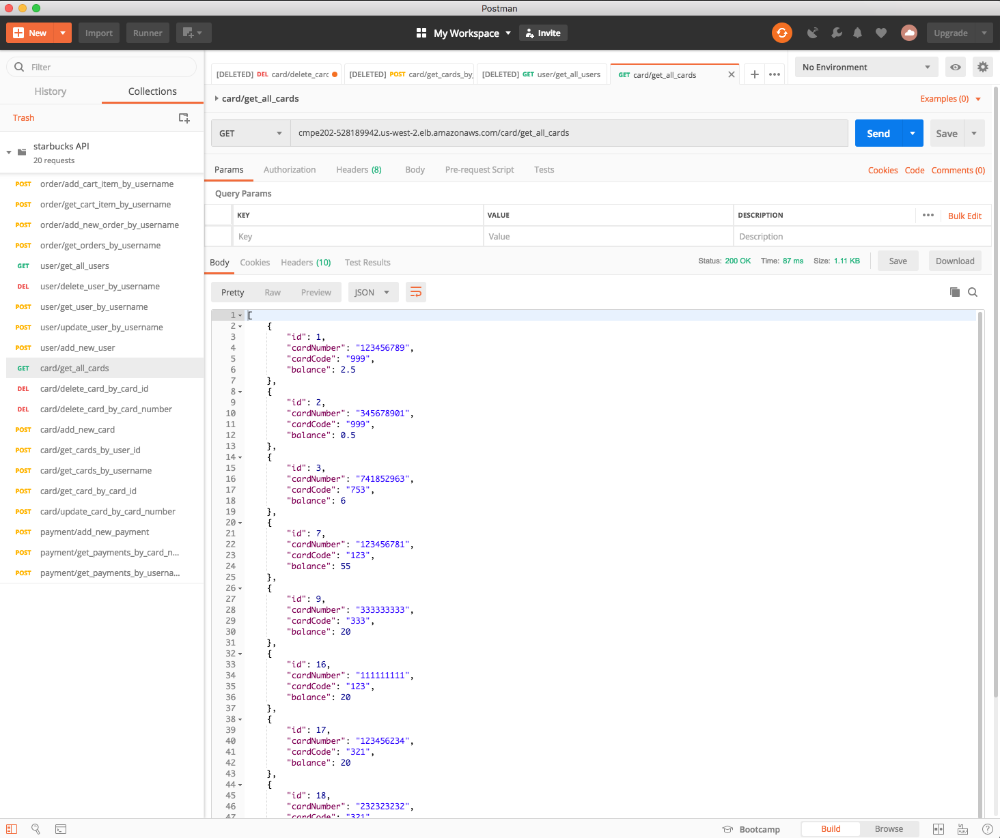 Postman
New Import Runner My Workspace Invite Upgrade
Filter
History Collections
Trash
starbucks API
20 requests
POST order/add_cart_item_by_username
POST order/get_cart_item_by_username
POST order/add_new_order_by_username
POST order/get_orders_by_username
GET user/get_all_users
DEL user/delete_user_by_username
POST user/get_user_by_username
POST user/update_user_by_username
POST user/add_new_user
GET card/get_all_cards
DEL card/delete_card_by_card_id
DEL card/delete_card_by_card_number
POST card/add_new_card
POST card/get_cards_by_user_id
POST card/get_cards_by_username
POST card/get_card_by_card_id
POST card/update_card_by_card_number
POST payment/add_new_payment
POST payment/get_payments_by_card_n...
POST payment/get_payments_by_userna...
[DELETED] DEL card/delete_carc [DELETED] POST card/get_cards_by_ [DELETED] GET user/get_all_users GET card/get_all_cards No Environment
card/get_all_cards Examples (0)
GET cmpe202-528189942.us-west-2.elb.amazonaws.com/card/get_all_cards Send Save
Params Authorization Headers (8) Body Pre-request Script Tests Cookies Code Comments (0)
Query Params
KEY VALUE DESCRIPTION Bulk Edit
Key Value Description
Body Cookies Headers (10) Test Results Status: 200 OK Time: 87 ms Size: 1.11 KB Save Download
Pretty Raw Preview JSON
1 [
2 {
3 "id": 1,
4 "cardNumber": "123456789",
5 "cardCode": "999",
6 "balance": 2.5
7 },
8 {
9 "id": 2,
10 "cardNumber": "345678901",
11 "cardCode": "999",
12 "balance": 0.5
13 },
14 {
15 "id": 3,
16 "cardNumber": "741852963",
17 "cardCode": "753",
18 "balance": 6
19 },
20 {
21 "id": 7,
22 "cardNumber": "123456781",
23 "cardCode": "123",
24 "balance": 55
25 },
26 {
27 "id": 9,
28 "cardNumber": "333333333",
29 "cardCode": "333",
30 "balance": 20
31 },
32 {
33 "id": 16,
34 "cardNumber": "111111111",
35 "cardCode": "123",
36 "balance": 20
37 },
38 {
39 "id": 17,
40 "cardNumber": "123456234",
41 "cardCode": "321",
42 "balance": 20
43 },
44 {
45 "id": 18,
46 "cardNumber": "232323232",
47 "cardCode": "321"
Bootcamp Build Browse